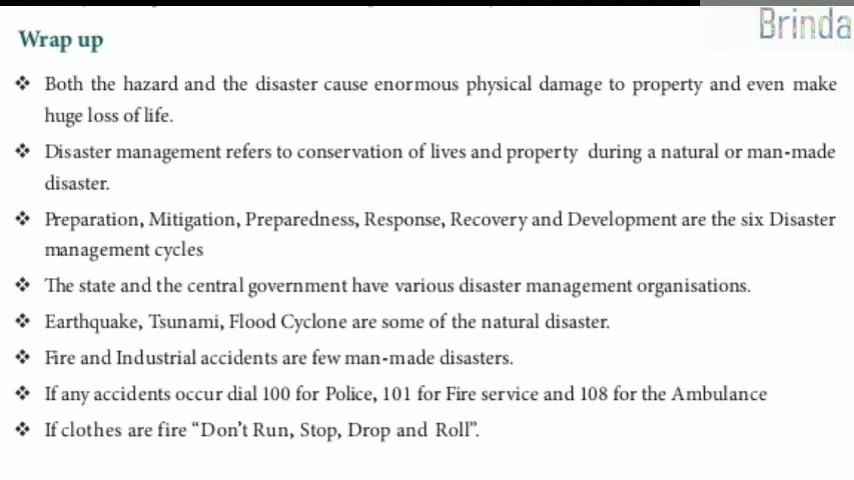 Brinda
Wrap up
❖ Both the hazard and the disaster cause enormous physical damage to property and even make
huge loss of life.
❖ Disaster management refers to conservation of lives and property during a natural or man-made
disaster.
❖ Preparation, Mitigation, Preparedness, Response, Recovery and Development are the six Disaster
management cycles
❖ The state and the central government have various disaster management organisations.
❖ Earthquake, Tsunami, Flood Cyclone are some of the natural disaster.
❖ Fire and Industrial accidents are few man-made disasters.
❖ If any accidents occur dial 100 for Police, 101 for Fire service and 108 for the Ambulance
❖ If clothes are fire “Don't Run, Stop, Drop and Roll”.